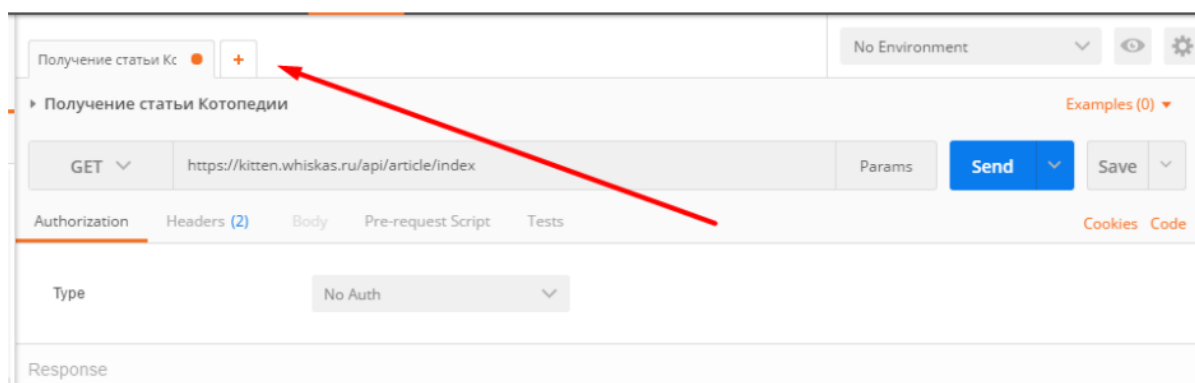 Получение статьи Кс +
No Environment
Получение статьи Котопедии
Examples (0)
GET https://kitten.whiskas.ru/api/article/index Params Send Save
Authorization Headers (2) Body Pre-request Script Tests Cookies Code
Type No Auth
Response